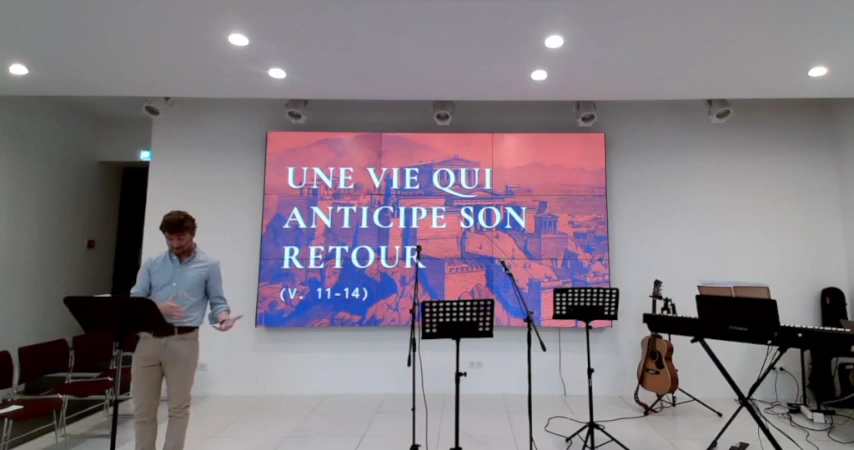 UNE VIE QUI
ANTICIPE SON
RETOUR
(V. 11-14)